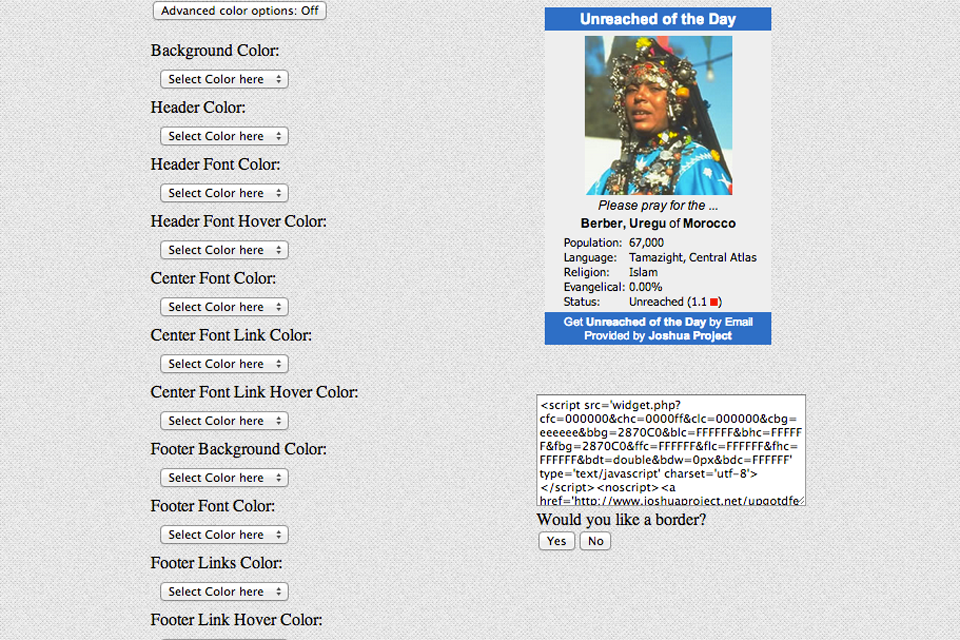 Advanced color options: Off
Background Color:
Select Color here
Header Color:
Select Color here
Header Font Color:
Select Color here
Header Font Hover Color:
Select Color here
Center Font Color:
Select Color here
Center Font Link Color:
Select Color here
Center Font Link Hover Color:
Select Color here
Footer Background Color:
Select Color here
Footer Font Color:
Select Color here
Footer Links Color:
Select Color here
Footer Link Hover Color:
Unreached of the Day
Please pray for the ...
Berber, Uregu of Morocco
Population: 67,000
Language: Tamazight, Central Atlas
Religion: Islam
Evangelical: 0.00%
Status: Unreached (1.1 )
Get Unreached of the Day by Email
Provided by Joshua Project
<script src='widget.php?
cfc=000000&chc=0000ff&clc=000000&cbg=
eeeeee&bbg=2870C0&blc=FFFFFF&bhc=FFFFF
F&fbg=2870C0&ffc=FFFFFF&flc=FFFFFF&fhc=
FFFFFF&bdt=double&bdw=0px&bdc=FFFFFF'
type='text/javascript' charset='utf-8'>
</script><noscript><a
href='http://www.joshuaproject.net/upgotdfe
Would you like a border?
Yes No